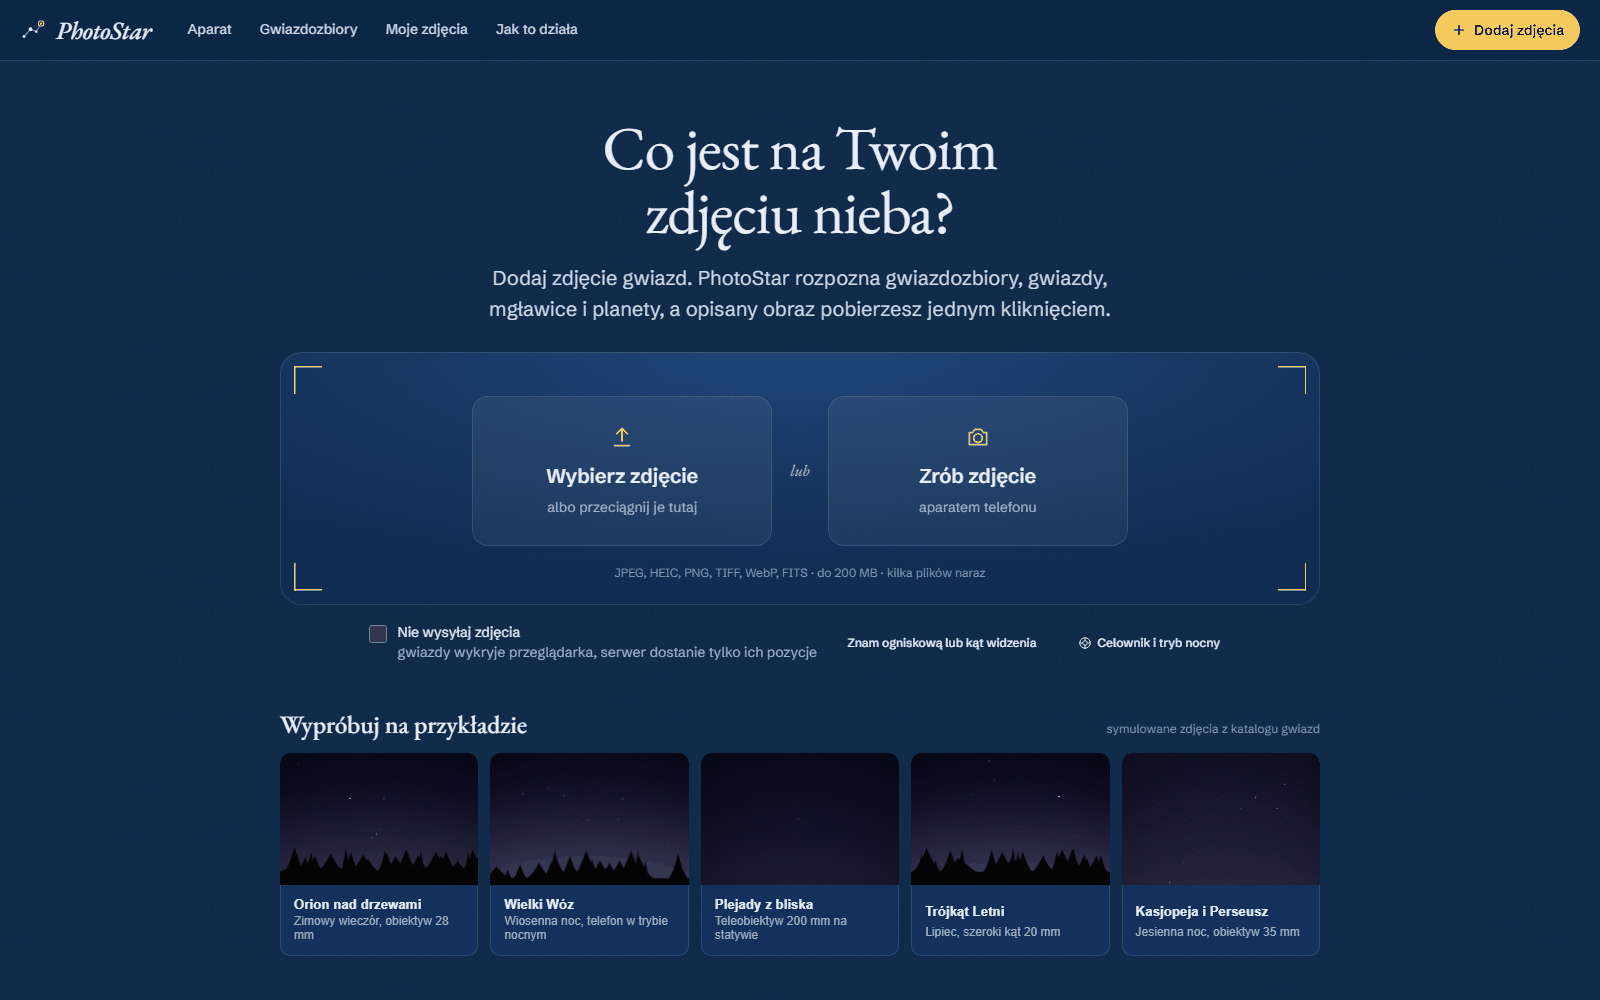 PhotoStar
Aparat
Gwiazdozbiory
Moje zdjęcia
Jak to działa
+ Dodaj zdjęcia
Co jest na Twoim
zdjęciu nieba?
Dodaj zdjęcie gwiazd. PhotoStar rozpozna gwiazdozbiory, gwiazdy,
mgławice i planety, a opisany obraz pobierzesz jednym kliknięciem.
Wybierz zdjęcie
albo przeciągnij je tutaj
lub
Zrób zdjęcie
aparatem telefonu
JPEG, HEIC, PNG, TIFF, WebP, FITS · do 200 MB · kilka plików naraz
Nie wysyłaj zdjęcia
gwiazdy wykryje przeglądarka, serwer dostanie tylko ich pozycje
Znam ogniskową lub kąt widzenia
Celownik i tryb nocny
Wypróbuj na przykładzie
symulowane zdjęcia z katalogu gwiazd
Orion nad drzewami
Zimowy wieczór, obiektyw 28
mm
Wielki Wóz
Wiosenna noc, telefon w trybie
nocnym
Plejady z bliska
Teleobiektyw 200 mm na
statywie
Trójkąt Letni
Lipiec, szeroki kąt 20 mm
Kasjopeja i Perseusz
Jesienna noc, obiektyw 35 mm